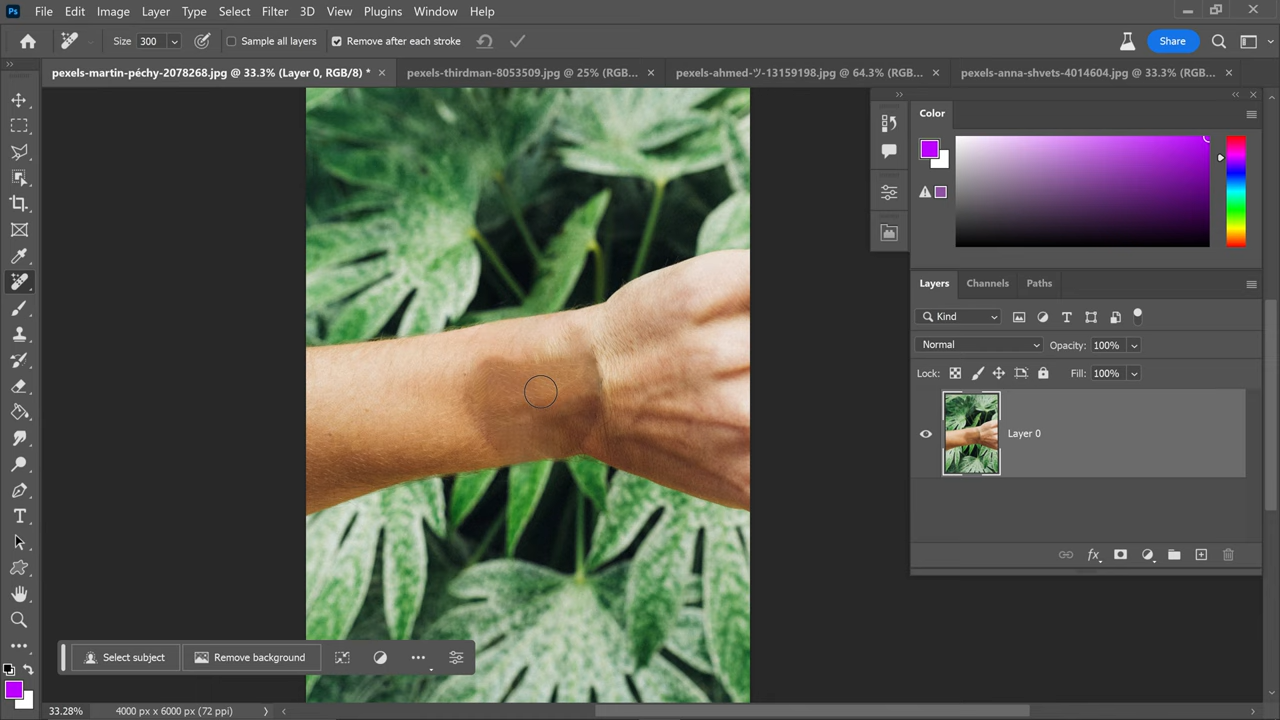 Ps File Edit Image Layer Type Select Filter 3D View Plugins Window Help
Size 300 Sample all layers Remove after each stroke Share
pexels-martin-péchy-2078268.jpg @ 33.3% (Layer 0, RGB/8) * pexels-thirdman-8053509.jpg @ 25% (RGB... pexels-ahmed-ツ-13159198.jpg @ 64.3% (RGB... pexels-anna-shvets-4014604.jpg @ 33.3% (RGB...
Color
Layers Channels Paths
Kind
Normal Opacity: 100%
Lock: Fill: 100%
Layer 0
fx
Select subject Remove background
33.28% 4000 px x 6000 px (72 ppi)